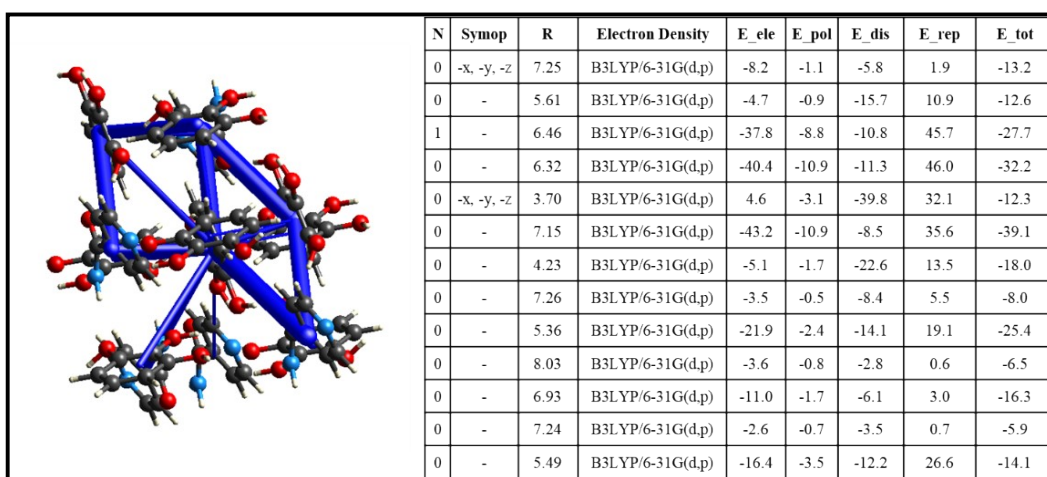 N Symop R Electron Density E_ele E_pol E_dis E_rep E_tot
0 -x, -y, -z 7.25 B3LYP/6-31G(d,p) -8.2 -1.1 -5.8 1.9 -13.2
0 - 5.61 B3LYP/6-31G(d,p) -4.7 -0.9 -15.7 10.9 -12.6
1 - 6.46 B3LYP/6-31G(d,p) -37.8 -8.8 -10.8 45.7 -27.7
0 - 6.32 B3LYP/6-31G(d,p) -40.4 -10.9 -11.3 46.0 -32.2
0 -x, -y, -z 3.70 B3LYP/6-31G(d,p) 4.6 -3.1 -39.8 32.1 -12.3
0 - 7.15 B3LYP/6-31G(d,p) -43.2 -10.9 -8.5 35.6 -39.1
0 - 4.23 B3LYP/6-31G(d,p) -5.1 -1.7 -22.6 13.5 -18.0
0 - 7.26 B3LYP/6-31G(d,p) -3.5 -0.5 -8.4 5.5 -8.0
0 - 5.36 B3LYP/6-31G(d,p) -21.9 -2.4 -14.1 19.1 -25.4
0 - 8.03 B3LYP/6-31G(d,p) -3.6 -0.8 -2.8 0.6 -6.5
0 - 6.93 B3LYP/6-31G(d,p) -11.0 -1.7 -6.1 3.0 -16.3
0 - 7.24 B3LYP/6-31G(d,p) -2.6 -0.7 -3.5 0.7 -5.9
0 - 5.49 B3LYP/6-31G(d,p) -16.4 -3.5 -12.2 26.6 -14.1